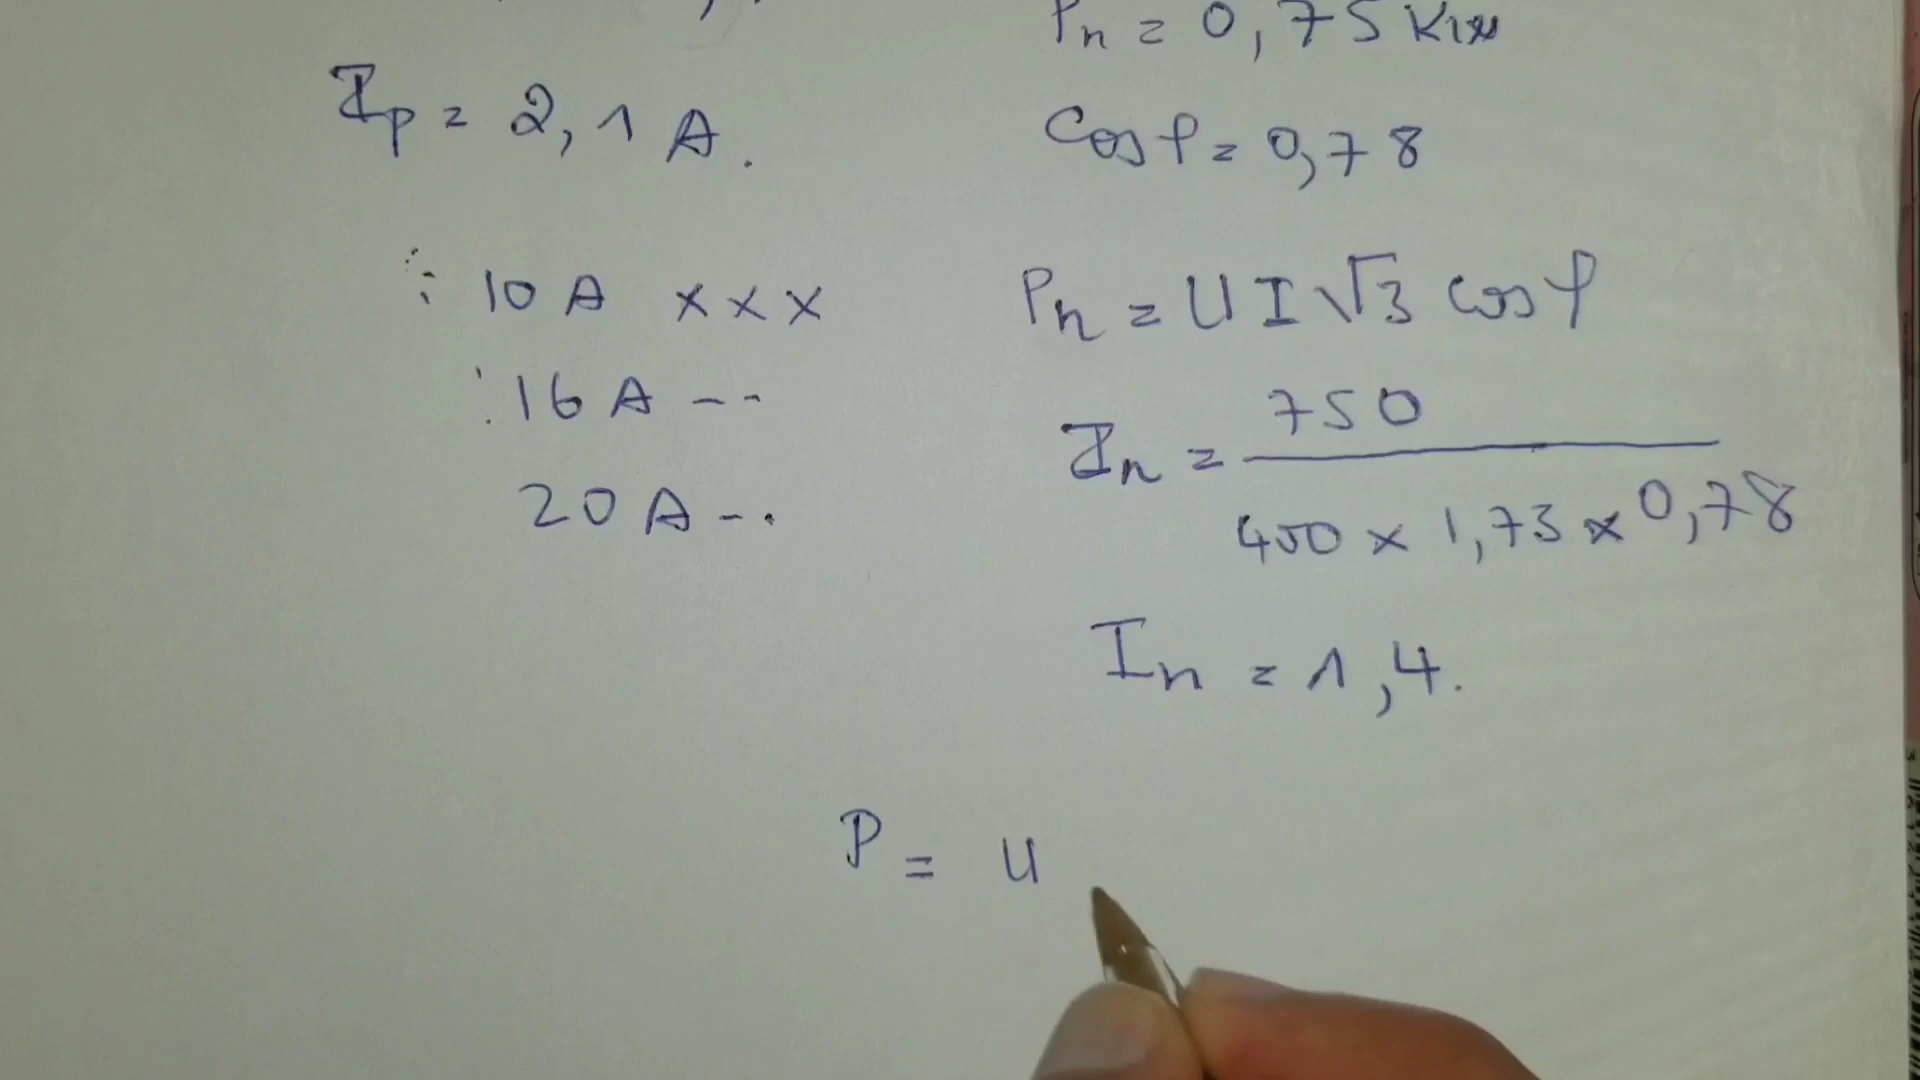 Ip = 2,1 A.
: 10 A x x x
: 16 A --
20 A -.
Pn = 0,75 KW
Cos φ = 0,78
Pn = U I √3 cos φ
In = 750 / 400 x 1,73 x 0,78
In = 1,4.
P = U